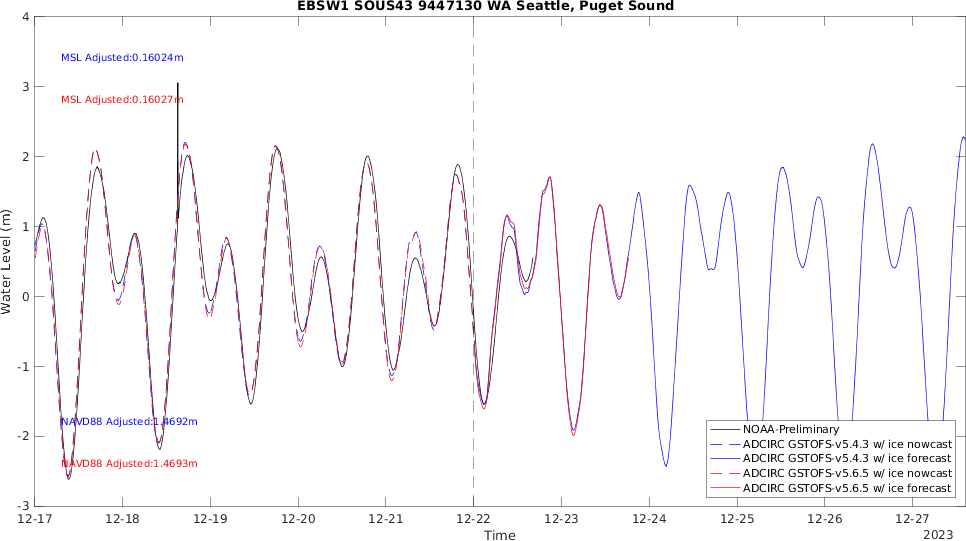 EBSW1 SOUS43 9447130 WA Seattle, Puget Sound
4
3
2
1
0
-1
-2
-3
Water Level (m)
MSL Adjusted:0.16024m
MSL Adjusted:0.16027m
NAVD88 Adjusted:1.4692m
NAVD88 Adjusted:1.4693m
NOAA-Preliminary
ADCIRC GSTOFS-v5.4.3 w/ ice nowcast
ADCIRC GSTOFS-v5.4.3 w/ ice forecast
ADCIRC GSTOFS-v5.6.5 w/ ice nowcast
ADCIRC GSTOFS-v5.6.5 w/ ice forecast
12-17 12-18 12-19 12-20 12-21 12-22 12-23 12-24 12-25 12-26 12-27
Time
2023